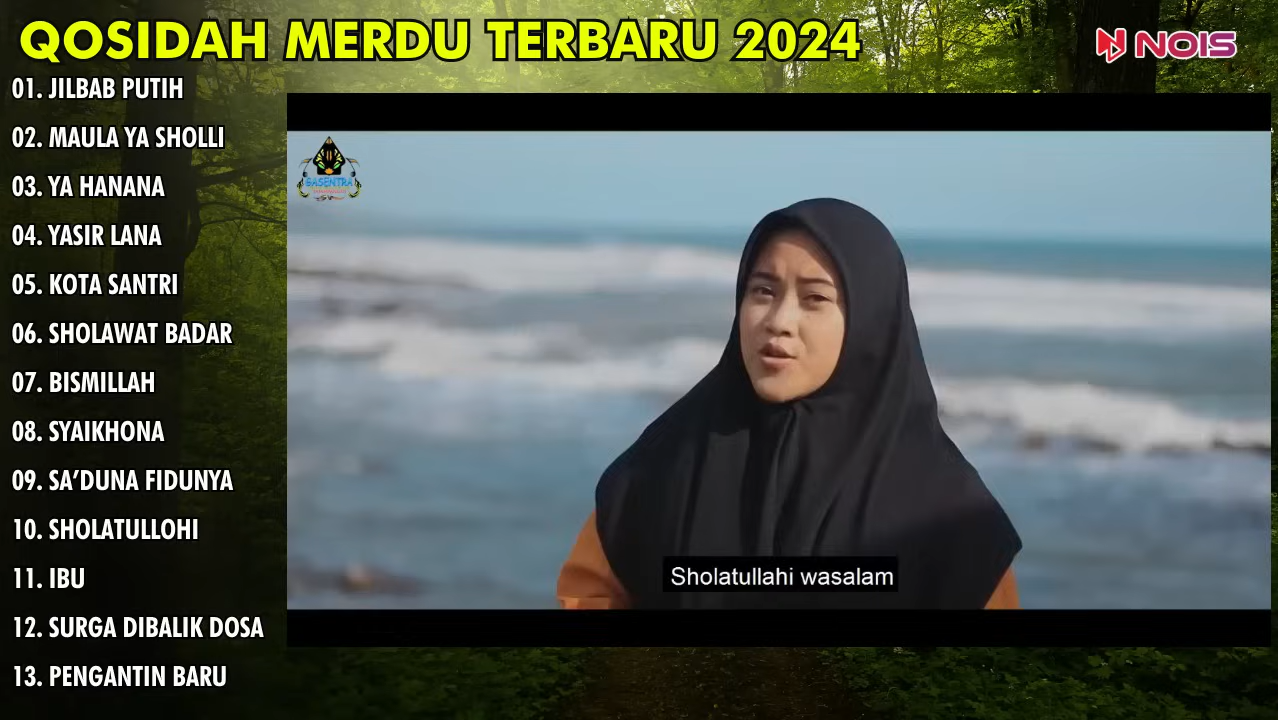 QOSIDAH MERDU TERBARU 2024
NOIS
01. JILBAB PUTIH
02. MAULA YA SHOLLI
03. YA HANANA
04. YASIR LANA
05. KOTA SANTRI
06. SHOLAWAT BADAR
07. BISMILLAH
08. SYAIKHONA
09. SA'DUNA FIDUNYA
10. SHOLATULLOHI
11. IBU
12. SURGA DIBALIK DOSA
13. PENGANTIN BARU
GASENTRA
Sholatullahi wasalam